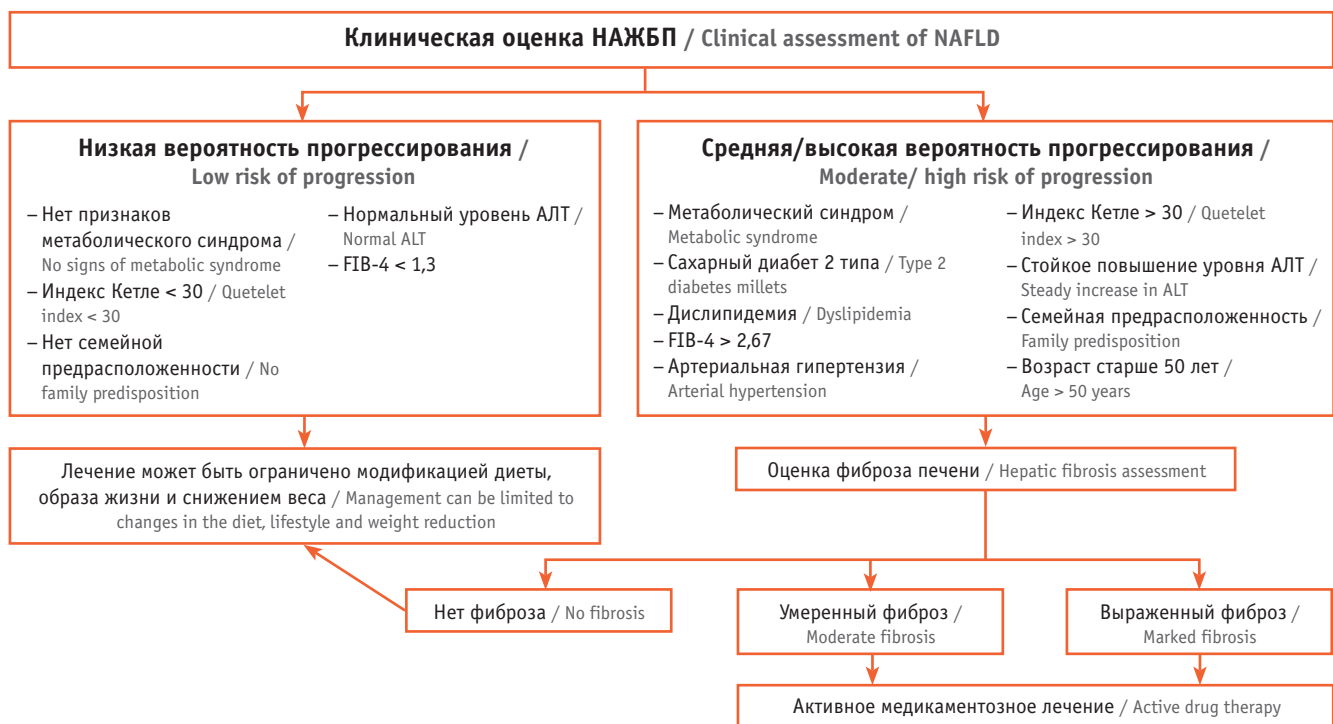 Клиническая оценка НАЖБП / Clinical assessment of NAFLD
Низкая вероятность прогрессирования /
Low risk of progression
– Нет признаков
метаболического синдрома /
No signs of metabolic syndrome
– Индекс Кетле < 30 / Quetelet
index < 30
– Нет семейной
предрасположенности / No
family predisposition
– Нормальный уровень АЛТ /
Normal ALT
– FIB-4 < 1,3
Средняя/высокая вероятность прогрессирования /
Moderate/ high risk of progression
– Метаболический синдром /
Metabolic syndrome
– Сахарный диабет 2 типа / Type 2
diabetes millets
– Дислипидемия / Dyslipidemia
– FIB-4 > 2,67
– Артериальная гипертензия /
Arterial hypertension
– Индекс Кетле > 30 / Quetelet
index > 30
– Стойкое повышение уровня АЛТ /
Steady increase in ALT
– Семейная предрасположенность /
Family predisposition
– Возраст старше 50 лет /
Age > 50 years
Лечение может быть ограничено модификацией диеты,
образа жизни и снижением веса / Management can be limited to
changes in the diet, lifestyle and weight reduction
Оценка фиброза печени / Hepatic fibrosis assessment
Нет фиброза / No fibrosis
Умеренный фиброз /
Moderate fibrosis
Выраженный фиброз /
Marked fibrosis
Активное медикаментозное лечение / Active drug therapy